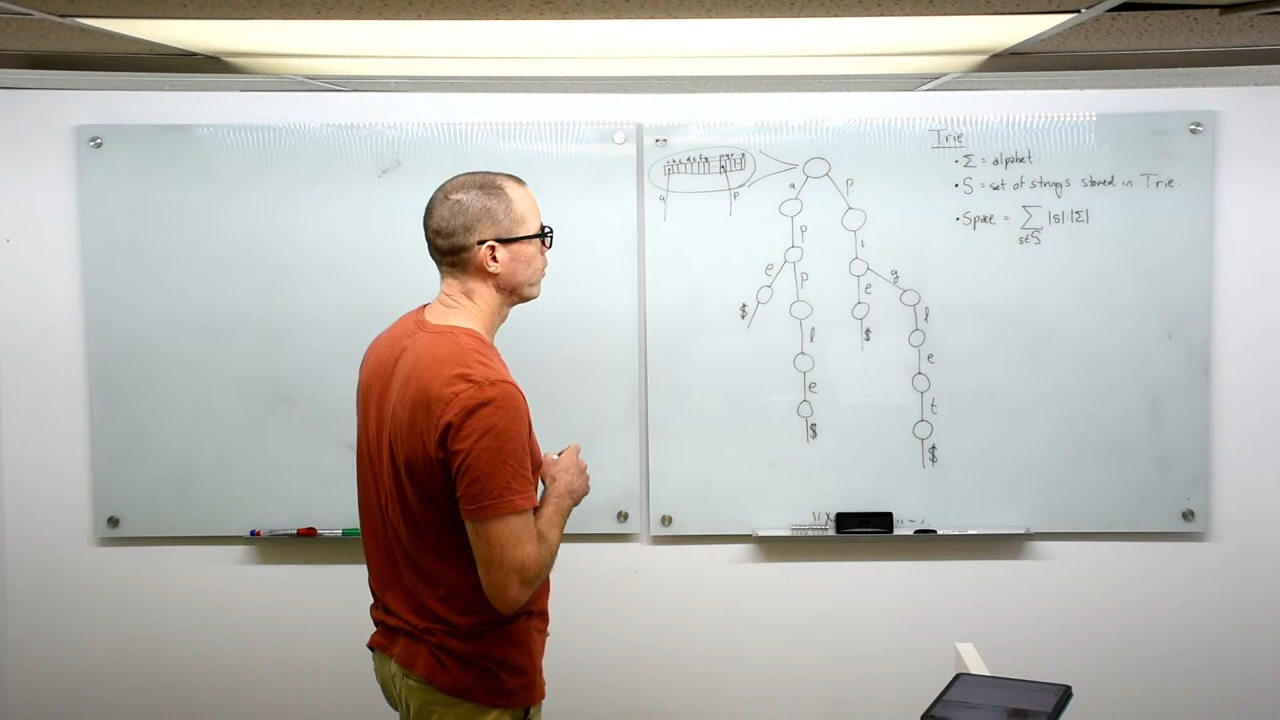 Trie
• Σ = alphabet
• S = set of strings stored in Trie.
• Space = Σ |s|·|Σ|
s∈S
a p
a p
p i
e p e g
$ l $ l
e e
$ t
$